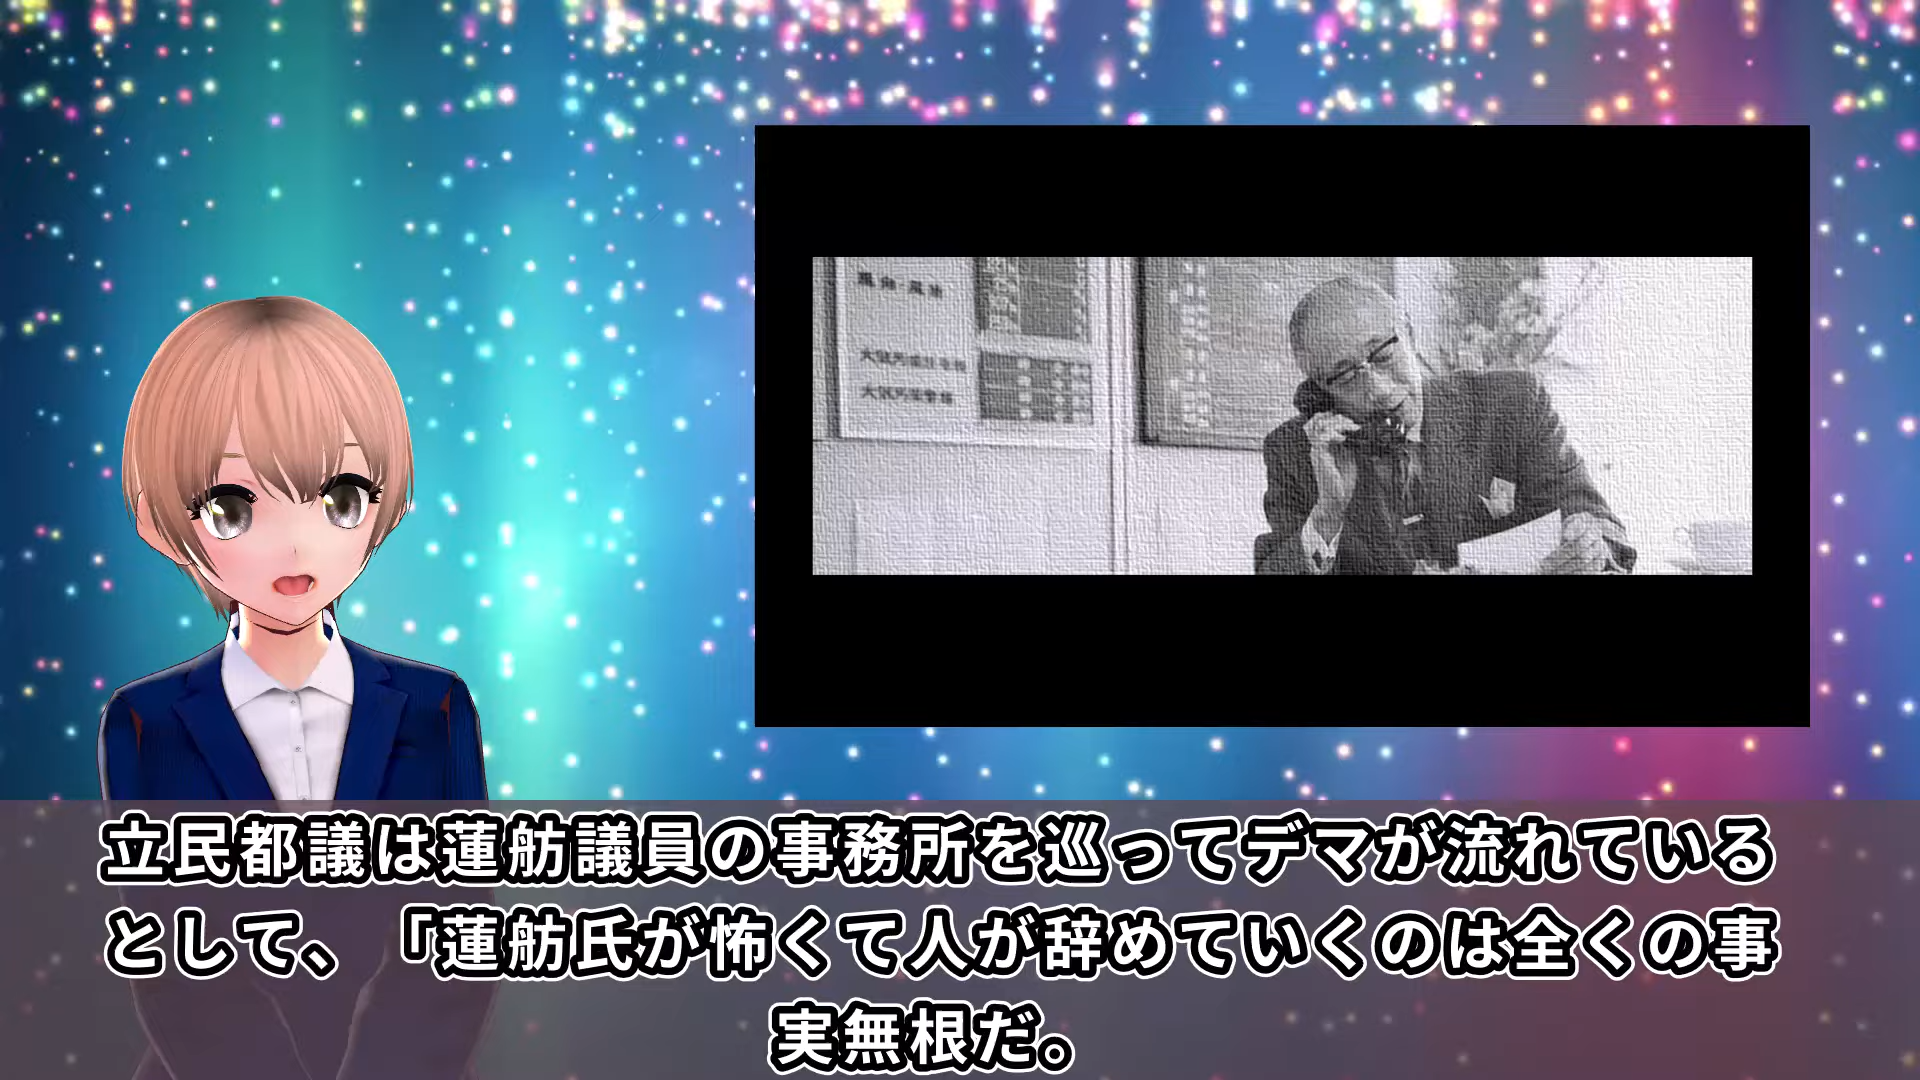 立民都議は蓮舫議員の事務所を巡ってデマが流れている
として、「蓮舫氏が怖くて人が辞めていくのは全くの事
実無根だ。